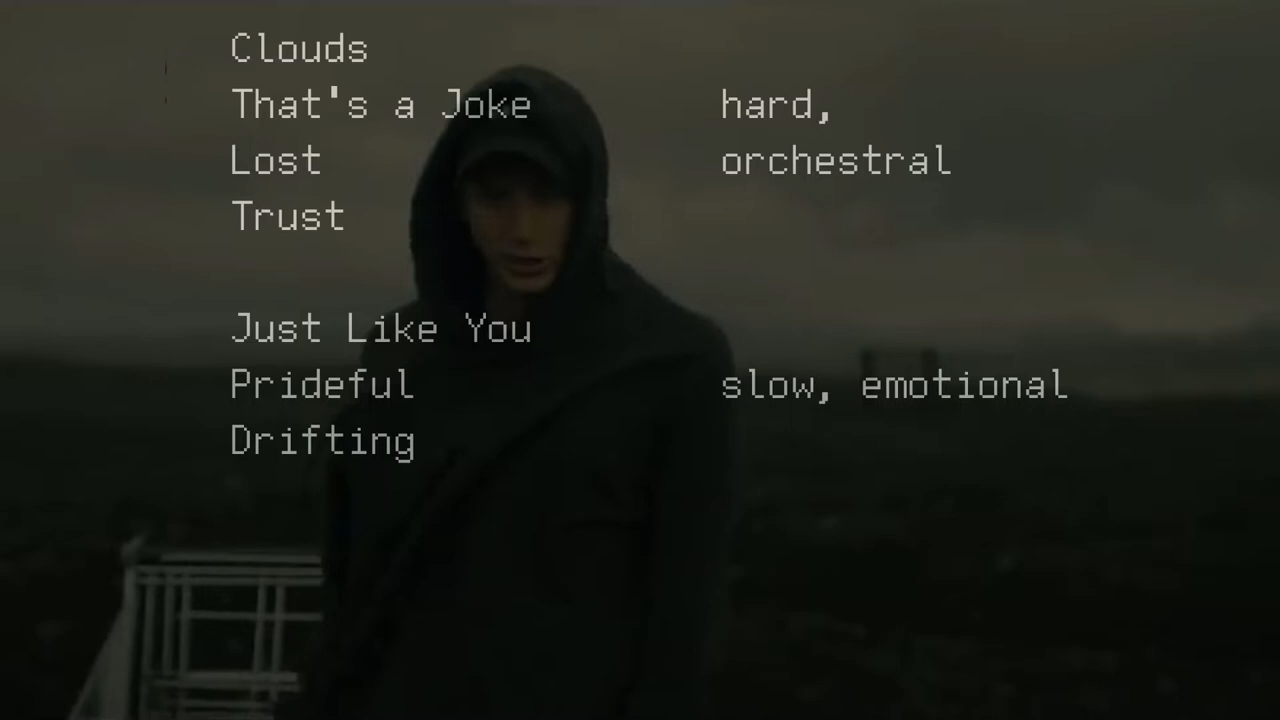 Clouds
That's a Joke hard,
Lost orchestral
Trust
Just Like You
Prideful slow, emotional
Drifting